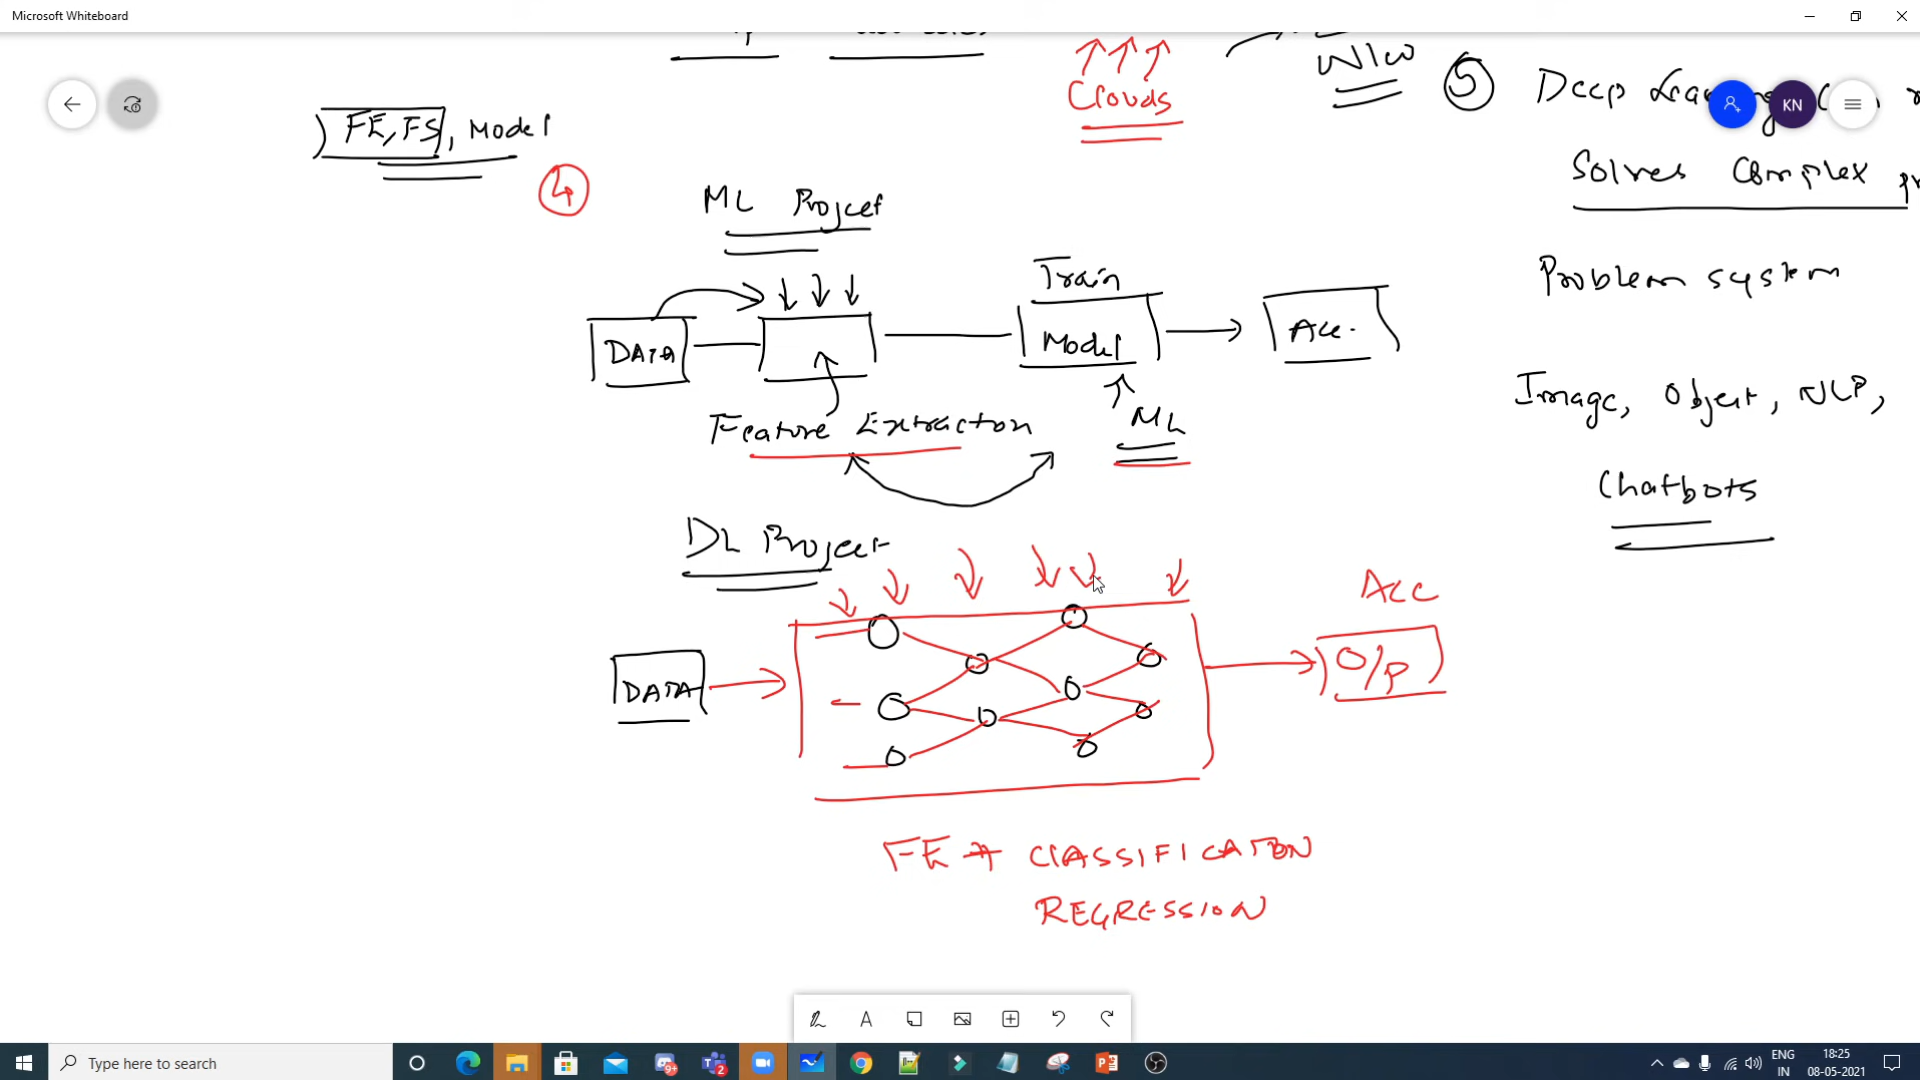 Microsoft Whiteboard
Clouds
FE, FS, Model
4
5 Deep
Solves Complex
KN
ML Project
Problem system
DATA
Train
Model
Acc.
Feature Extraction
ML
Image, Object, NLP,
Chatbots
DL Project
DATA
ACC
O/P
FE → CLASSIFICATION
REGRESSION
A
Type here to search
9+
2
ENG
IN
18:25
08-05-2021